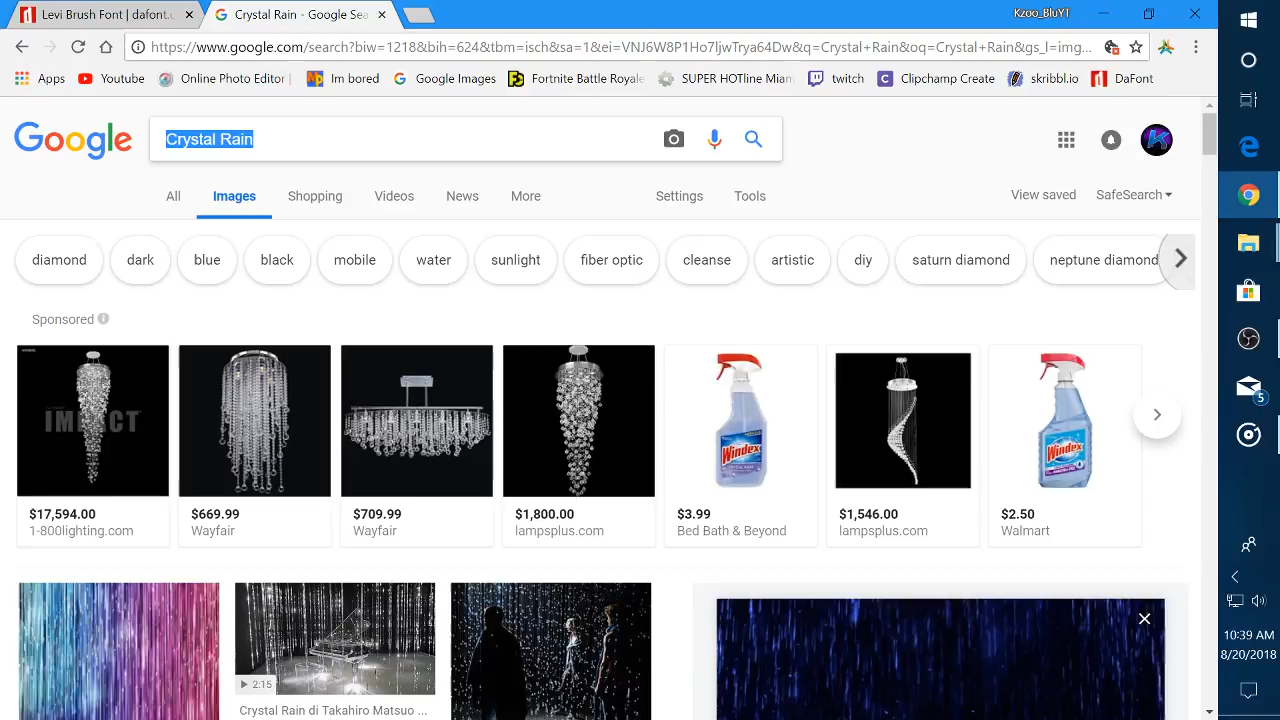 Levi Brush Font | dafont.c
Crystal Rain - Google Sea
Kzoo_BluYT
https://www.google.com/search?biw=1218&bih=624&tbm=isch&sa=1&ei=VNJ6W8P1Ho7ljwTrya64Dw&q=Crystal+Rain&oq=Crystal+Rain&gs_l=img...
Apps
Youtube
Online Photo Editor
Im bored
Google Images
Fortnite Battle Royale
SUPERHOTline Miam
twitch
Clipchamp Create
skribbl.io
DaFont
Google
Crystal Rain
All
Images
Shopping
Videos
News
More
Settings
Tools
View saved
SafeSearch
diamond
dark
blue
black
mobile
water
sunlight
fiber optic
cleanse
artistic
diy
saturn diamond
neptune diamond
Sponsored
IMPACT
Windex
Windex
$17,594.00
1-800lighting.com
$669.99
Wayfair
$709.99
Wayfair
$1,800.00
lampsplus.com
$3.99
Bed Bath & Beyond
$1,546.00
lampsplus.com
$2.50
Walmart
2:15
Crystal Rain di Takahiro Matsuo ...
5
10:39 AM
8/20/2018